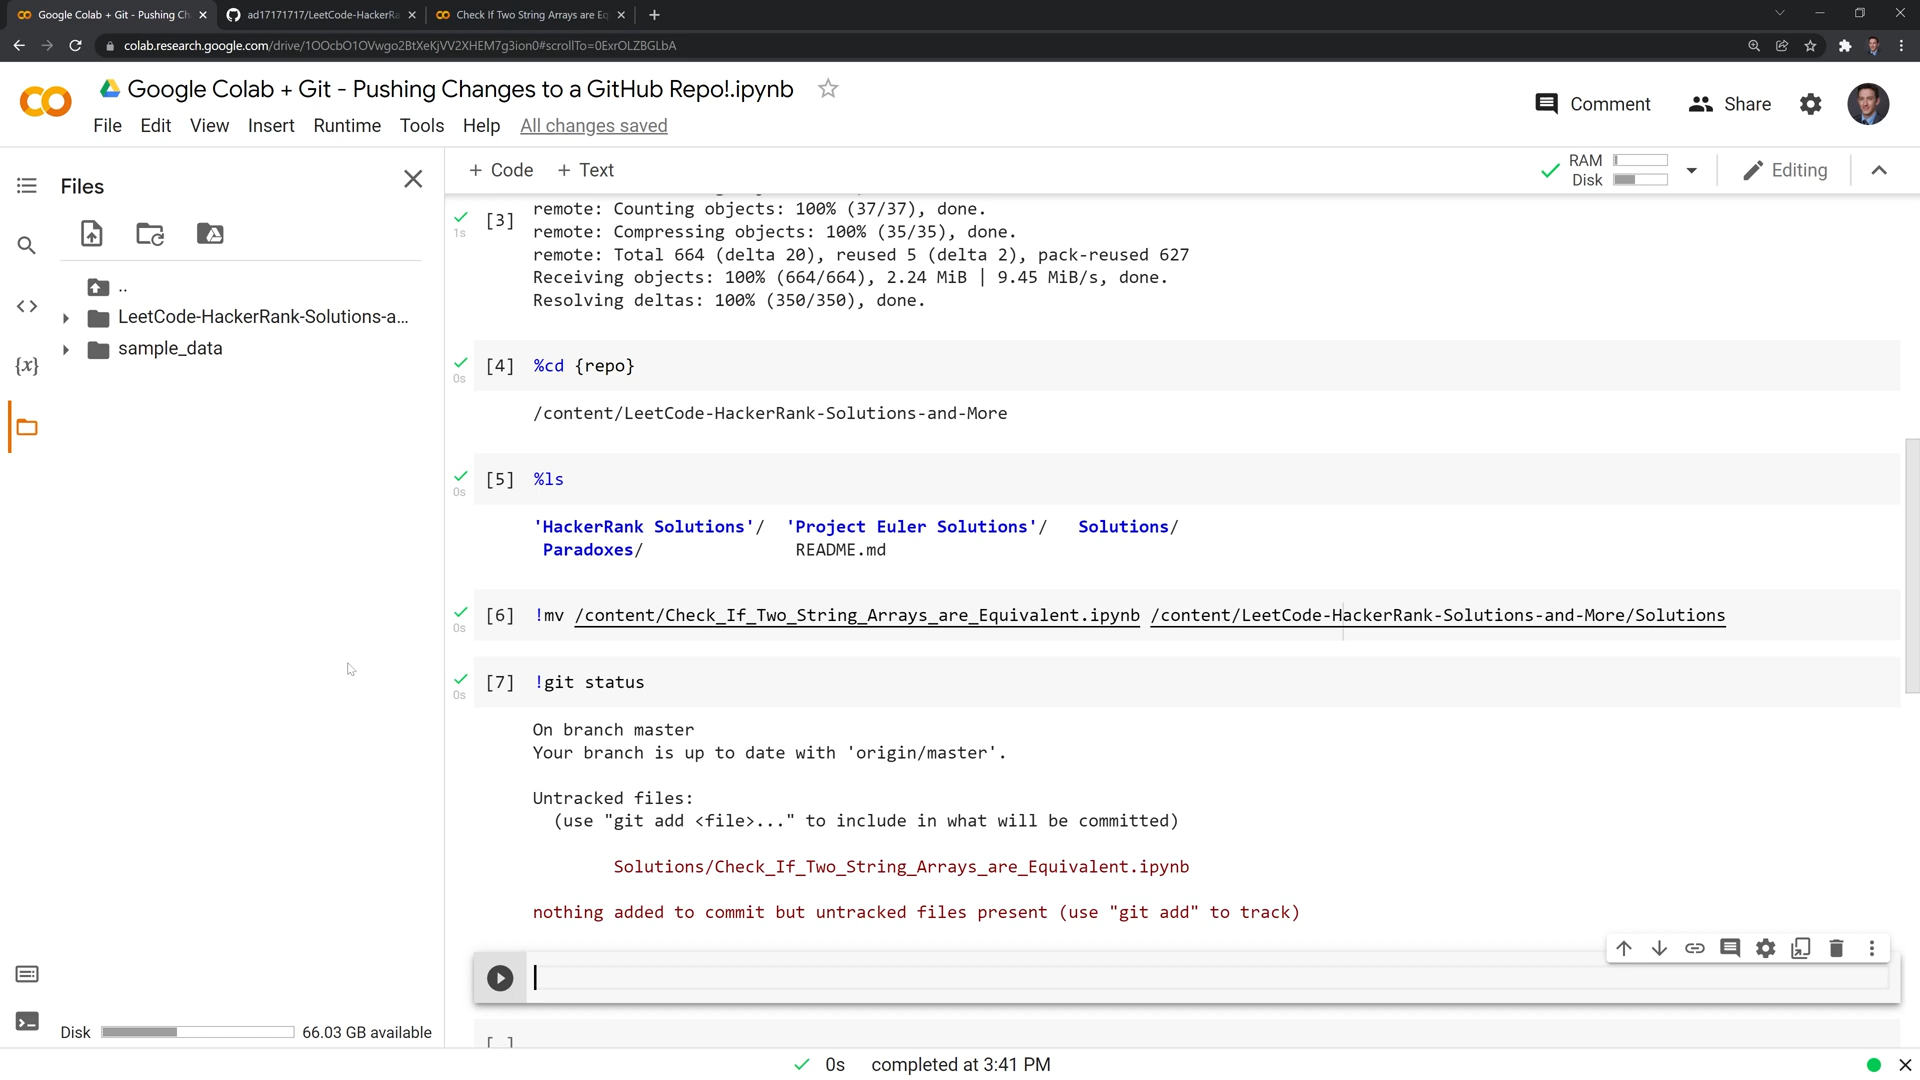 Google Colab + Git - Pushing Ch
ad17171717/LeetCode-HackerRa
Check If Two String Arrays are Eq
colab.research.google.com/drive/1OOcbO1OVwgo2BtXeKjVV2XHEM7g3ion0#scrollTo=0ExrOLZBGLbA
Google Colab + Git - Pushing Changes to a GitHub Repo!.ipynb
File Edit View Insert Runtime Tools Help All changes saved
Comment Share
Files
+ Code + Text
RAM
Disk
Editing
..
LeetCode-HackerRank-Solutions-a...
sample_data
{x}
Disk 66.03 GB available
[3]
1s
remote: Counting objects: 100% (37/37), done.
remote: Compressing objects: 100% (35/35), done.
remote: Total 664 (delta 20), reused 5 (delta 2), pack-reused 627
Receiving objects: 100% (664/664), 2.24 MiB | 9.45 MiB/s, done.
Resolving deltas: 100% (350/350), done.
[4] %cd {repo}
0s
/content/LeetCode-HackerRank-Solutions-and-More
[5] %ls
0s
'HackerRank Solutions'/ 'Project Euler Solutions'/ Solutions/
Paradoxes/ README.md
[6] !mv /content/Check_If_Two_String_Arrays_are_Equivalent.ipynb /content/LeetCode-HackerRank-Solutions-and-More/Solutions
0s
[7] !git status
0s
On branch master
Your branch is up to date with 'origin/master'.
Untracked files:
(use "git add <file>..." to include in what will be committed)
Solutions/Check_If_Two_String_Arrays_are_Equivalent.ipynb
nothing added to commit but untracked files present (use "git add" to track)
[ ]
0s completed at 3:41 PM